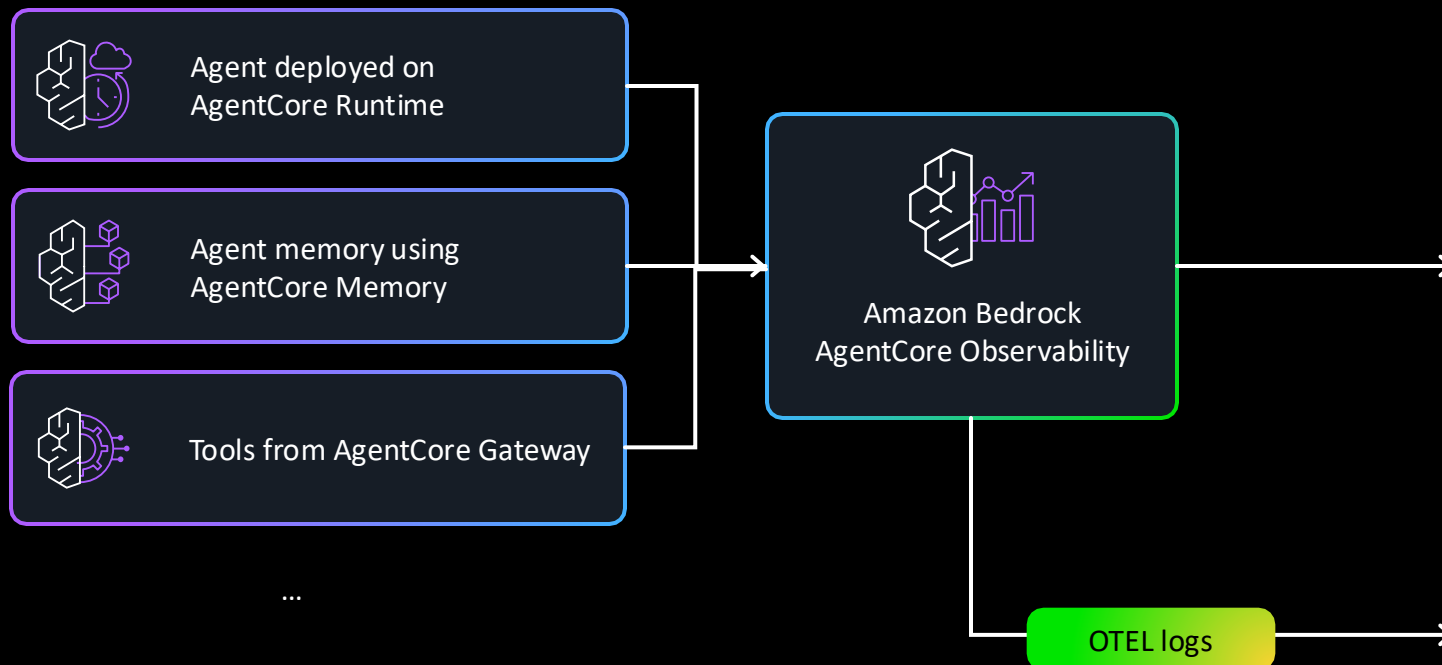 Agent deployed on
AgentCore Runtime
Agent memory using
AgentCore Memory
Tools from AgentCore Gateway
...
Amazon Bedrock
AgentCore Observability
OTEL logs